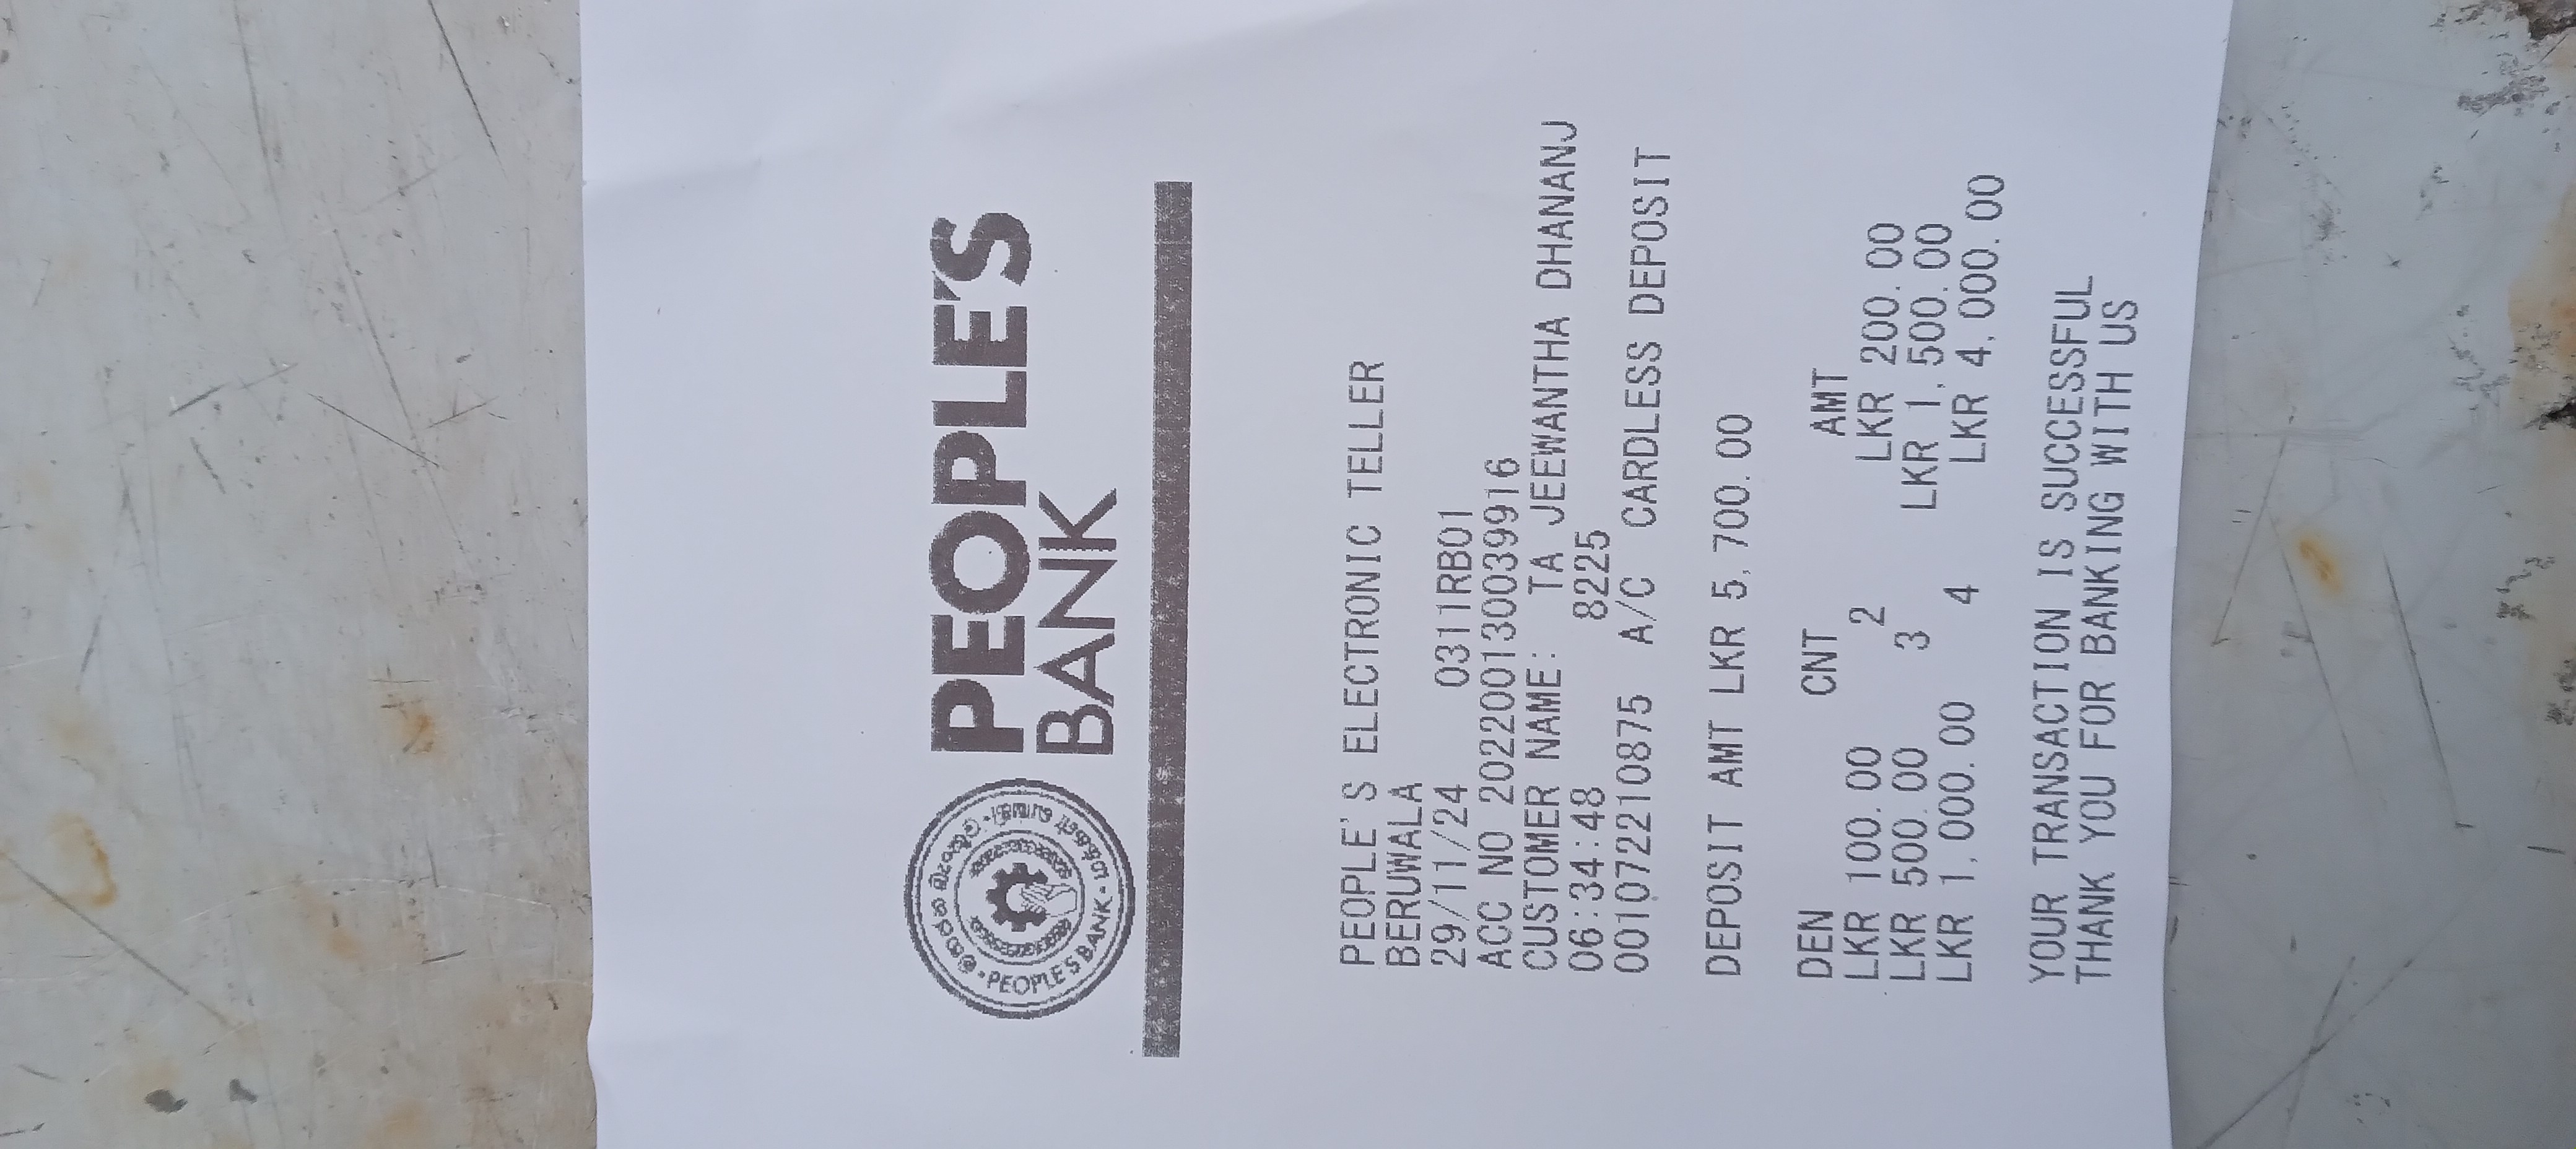 PEOPLE'S
BANK
PEOPLE'S BANK
PEOPLE'S ELECTRONIC TELLER
BERUWALA
29/11/24 0311RB01
ACC NO 202200130039916
CUSTOMER NAME: TA JEEWANTHA DHANANJ
06:34:48 8225
001072210875 A/C CARDLESS DEPOSIT
DEPOSIT AMT LKR 5,700.00
DEN CNT AMT
LKR 100.00 2 LKR 200.00
LKR 500.00 3 LKR 1,500.00
LKR 1,000.00 4 LKR 4,000.00
YOUR TRANSACTION IS SUCCESSFUL
THANK YOU FOR BANKING WITH US